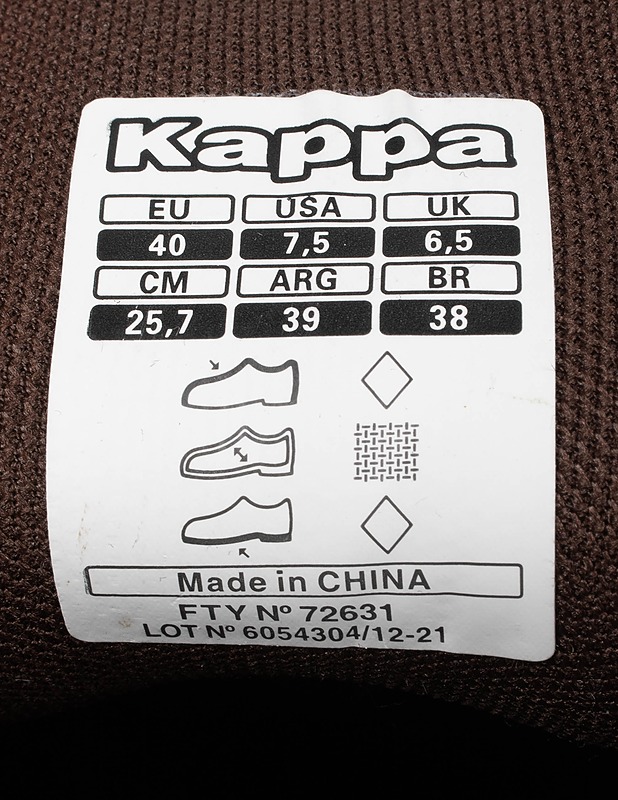 Kappa
EU USA UK
40 7,5 6,5
CM ARG BR
25,7 39 38
Made in CHINA
FTY Nº 72631
LOT Nº 6054304/12-21